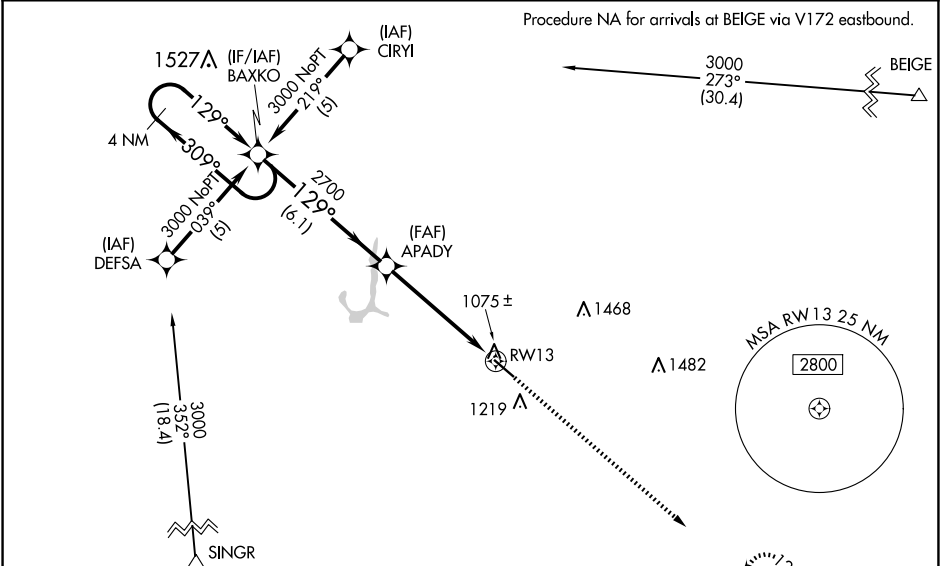 Procedure NA for arrivals at BEIGE via V172 eastbound.
(IAF)
CIRYI
1527
(IF/IAF)
BAXKO
3000 NoPT
219°
(5)
3000
273°
(30.4)
BEIGE
129°
4 NM
309°
3000 NoPT
039°
(5)
2700
129°
(6.1)
(IAF)
DEFSA
(FAF)
APADY
1075 ±
1468
RW13
MSA RW13 25 NM
2800
1482
1219
3000
352°
(18.4)
SINGR